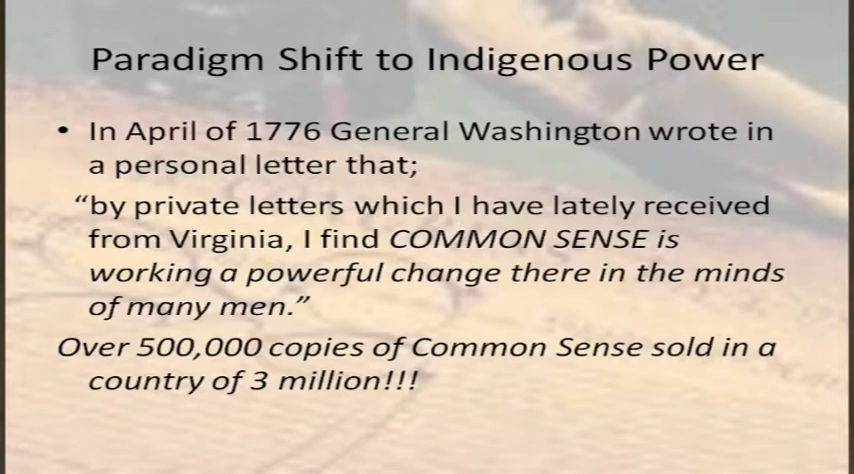 Paradigm Shift to Indigenous Power
• In April of 1776 General Washington wrote in
a personal letter that;
“by private letters which I have lately received
from Virginia, I find COMMON SENSE is
working a powerful change there in the minds
of many men.”
Over 500,000 copies of Common Sense sold in a
country of 3 million!!!